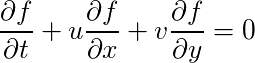 ∂f/∂t + u ∂f/∂x + v ∂f/∂y = 0